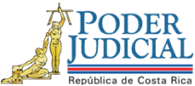 PODER
JUDICIAL
República de Costa Rica